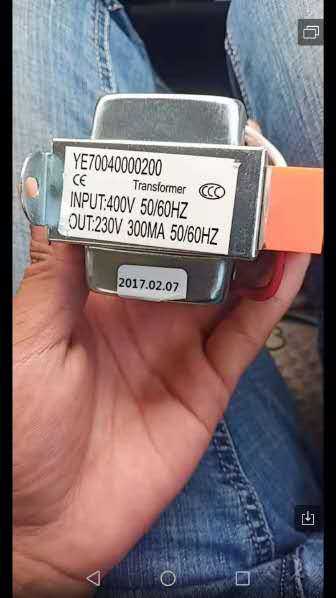 YE70040000200
CE Transformer CCC
INPUT:400V 50/60HZ
OUT:230V 300MA 50/60HZ
2017.02.07